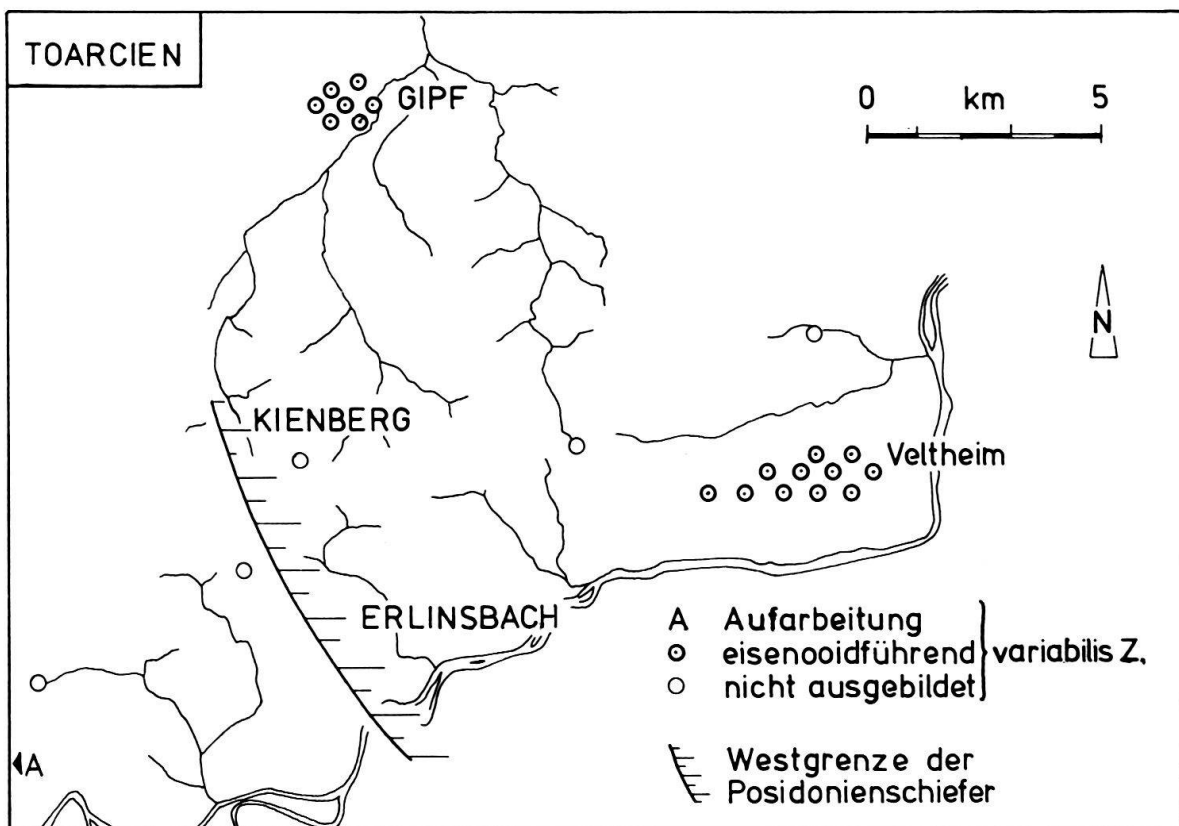 TOARCIEN
GIPF
0 km 5
N
KIENBERG
Veltheim
ERLINSBACH
A Aufarbeitung
eisenooidführend
nicht ausgebildet
variabilis Z.
Westgrenze der
Posidonienschiefer
A